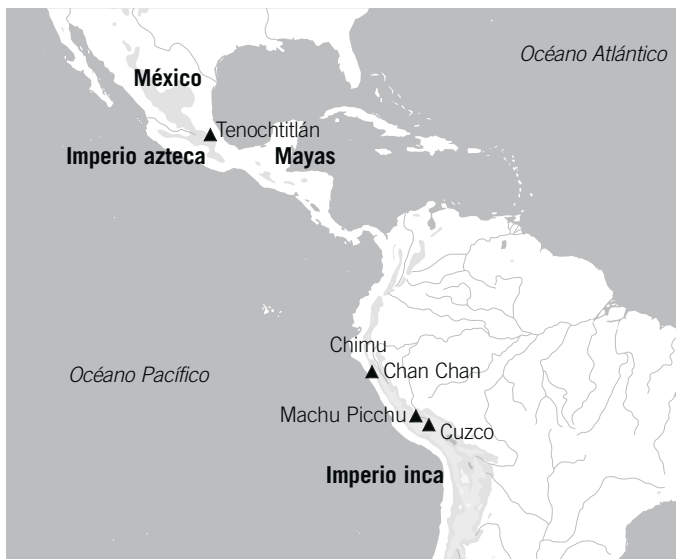 Océano Atlántico
México
Tenochtitlán
Imperio azteca
Mayas
Chimu
Chan Chan
Océano Pacífico
Machu Picchu
Cuzco
Imperio inca